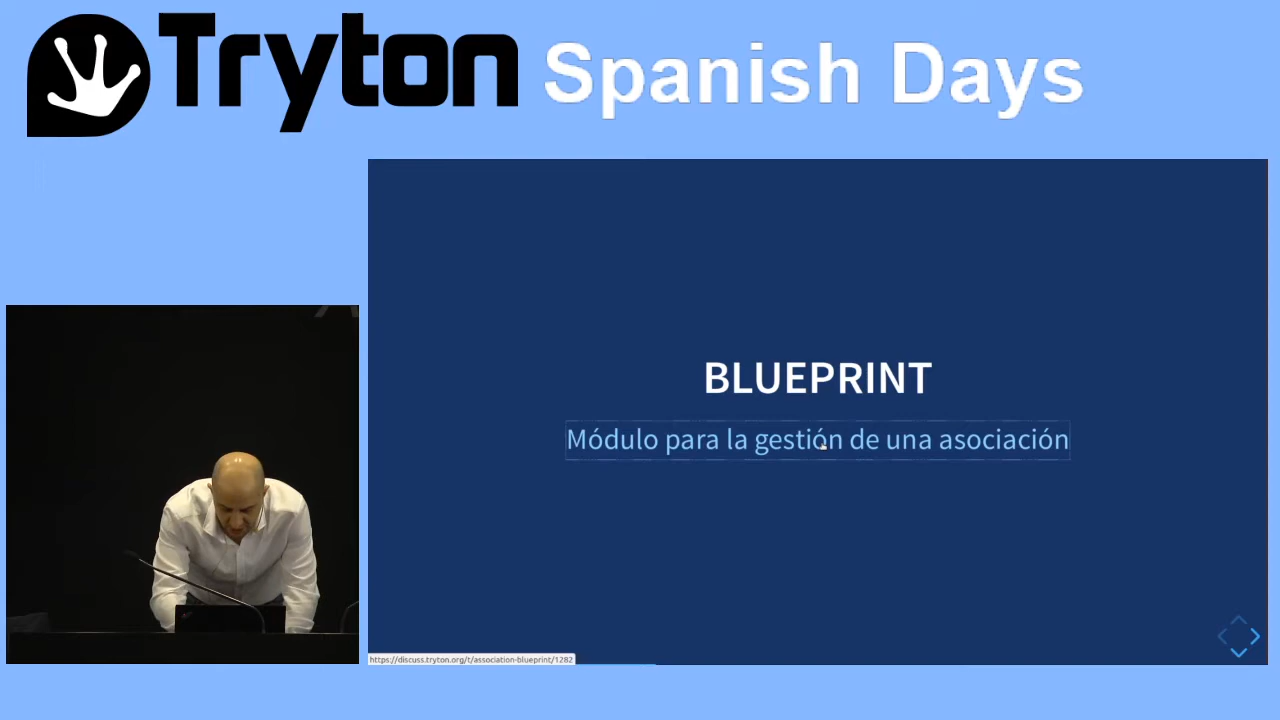 Tryton Spanish Days
BLUEPRINT
Módulo para la gestión de una asociación
https://discuss.tryton.org/t/association-blueprint/1282